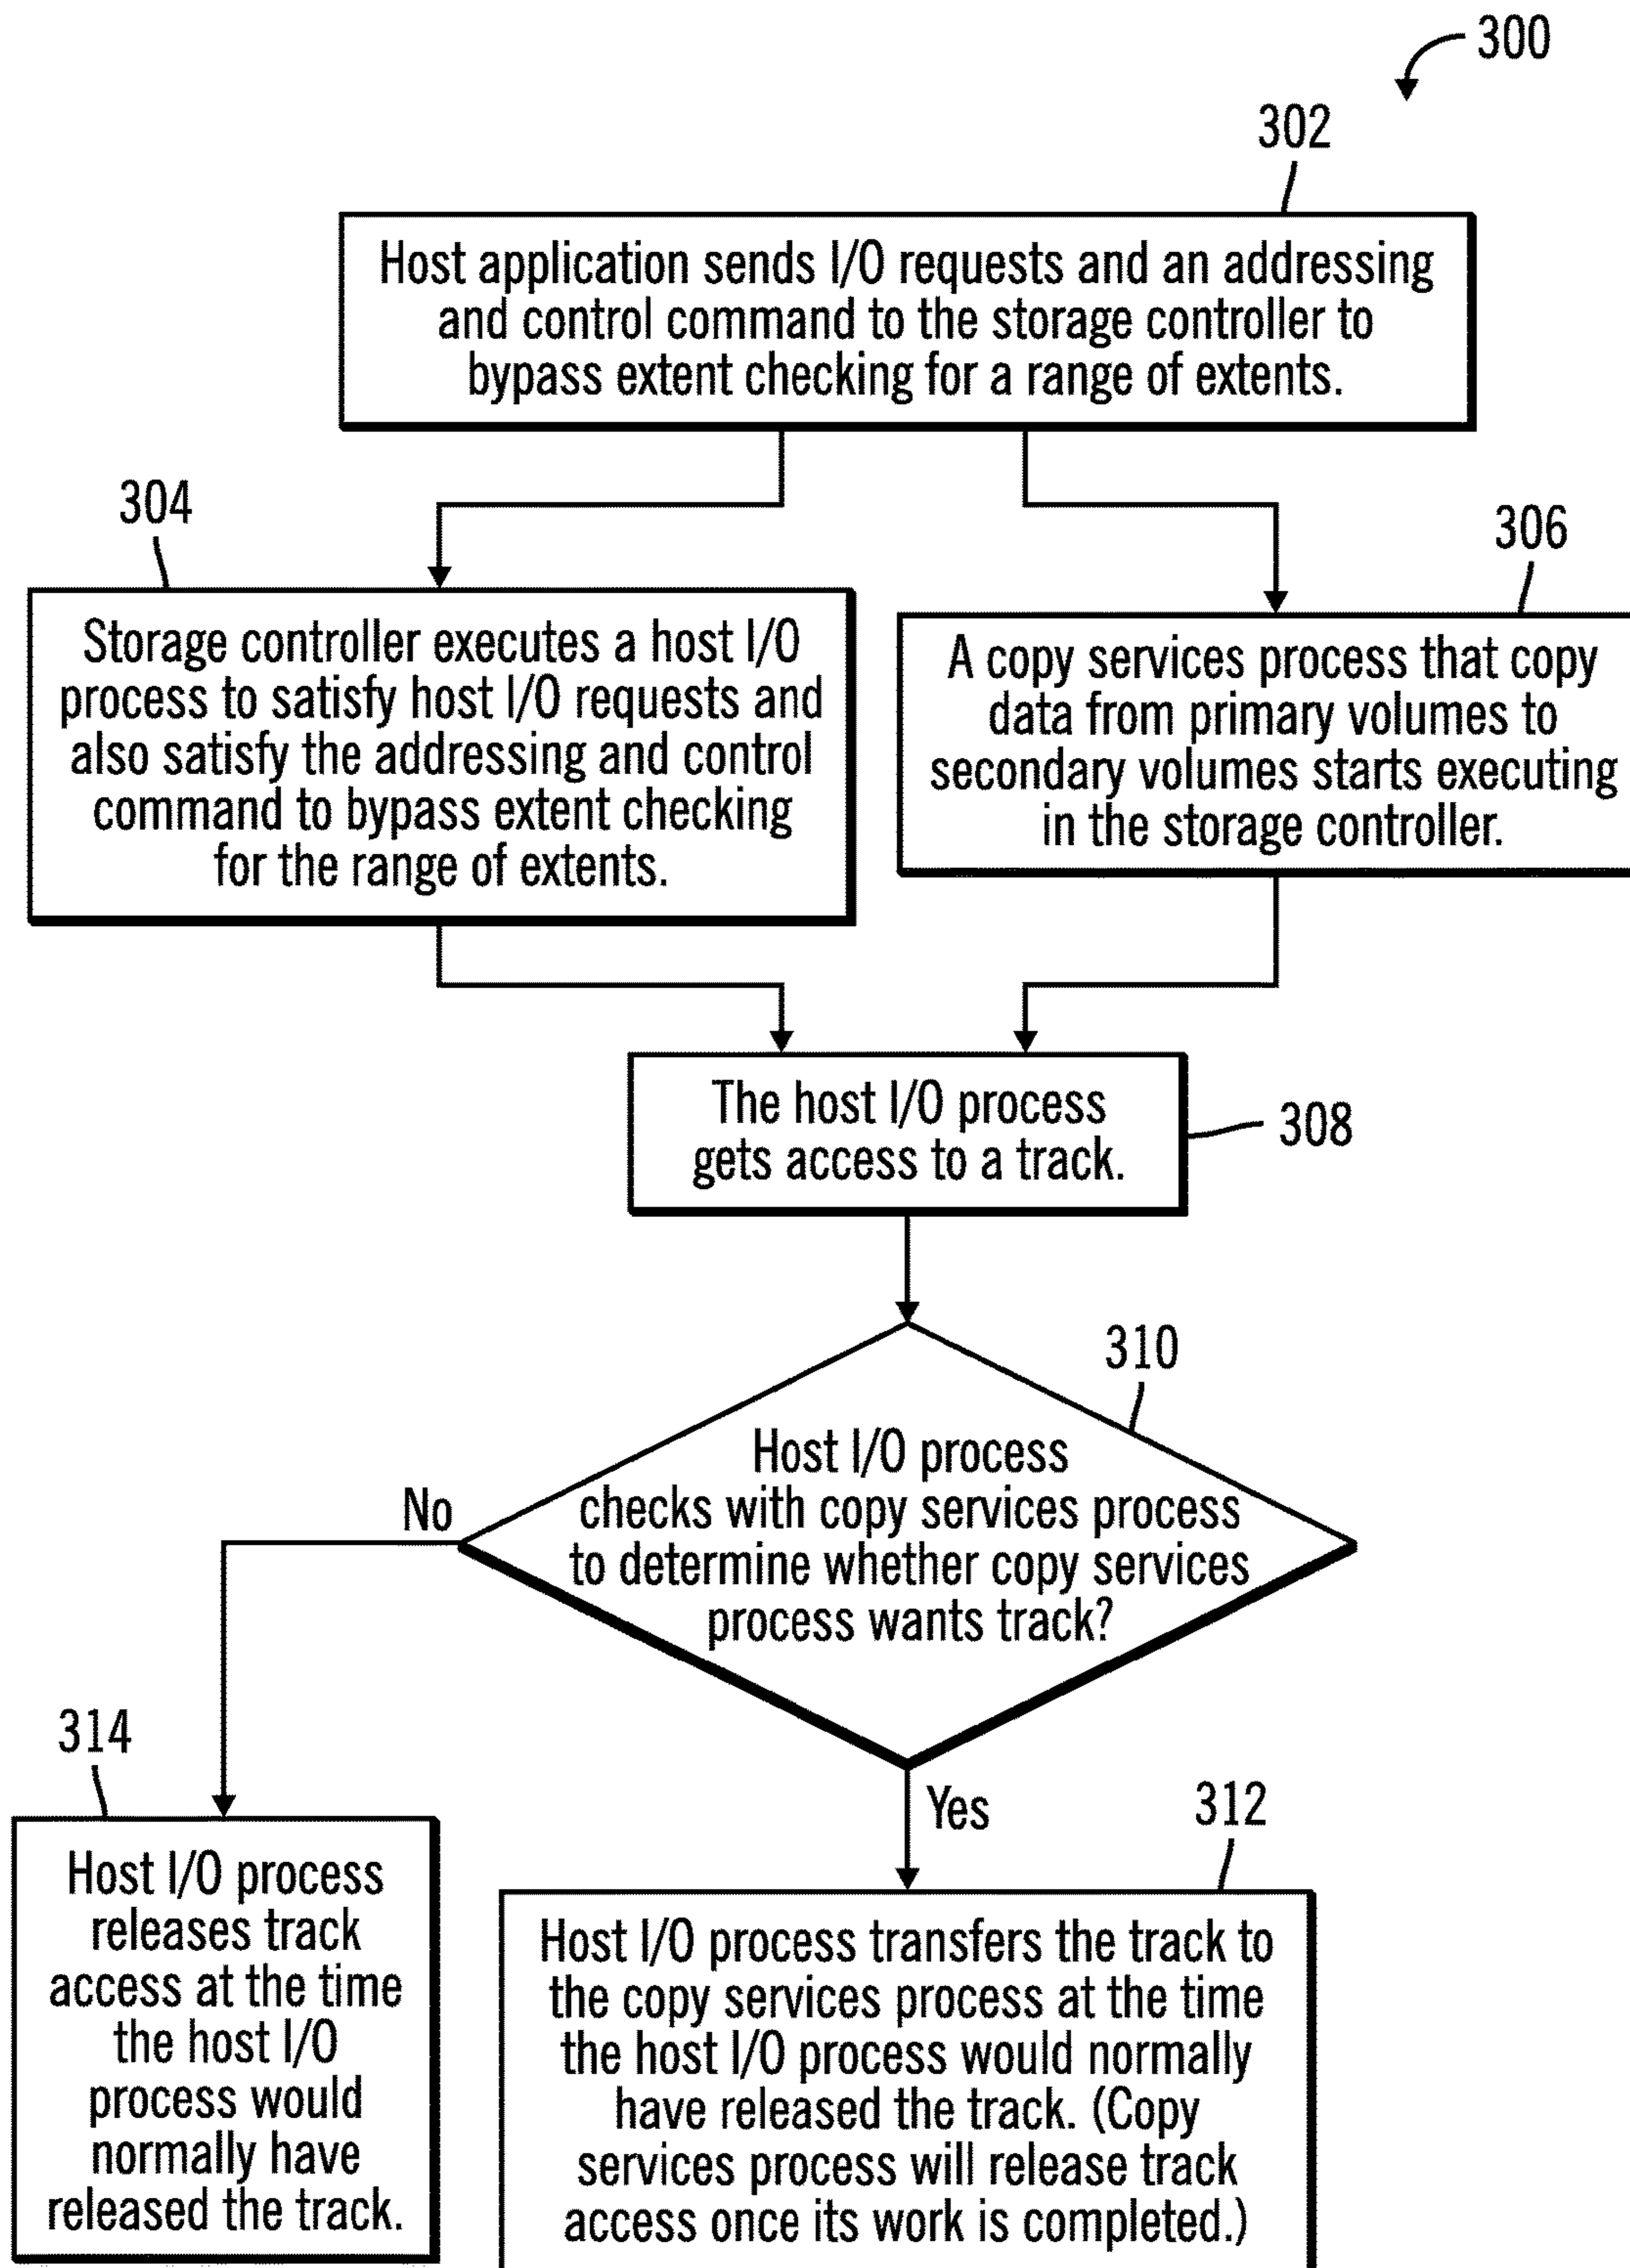 300
302
Host application sends I/O requests and an addressing
and control command to the storage controller to
bypass extent checking for a range of extents.
304
Storage controller executes a host I/O
process to satisfy host I/O requests and
also satisfy the addressing and control
command to bypass extent checking
for the range of extents.
306
A copy services process that copy
data from primary volumes to
secondary volumes starts executing
in the storage controller.
The host I/O process
gets access to a track.
308
310
Host I/O process
checks with copy services process
to determine whether copy services
process wants track?
No
Yes
314
Host I/O process
releases track
access at the time
the host I/O
process would
normally have
released the track.
312
Host I/O process transfers the track to
the copy services process at the time
the host I/O process would normally
have released the track. (Copy
services process will release track
access once its work is completed.)